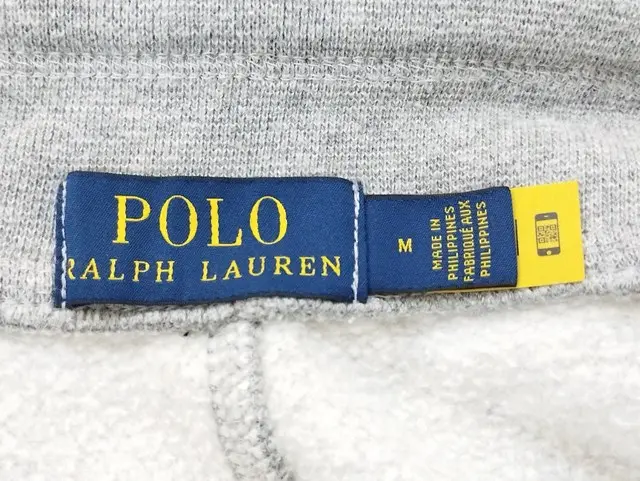 POLO
RALPH LAUREN
M
MADE IN
PHILIPPINES
FABRIQUÉ AUX
PHILIPPINES